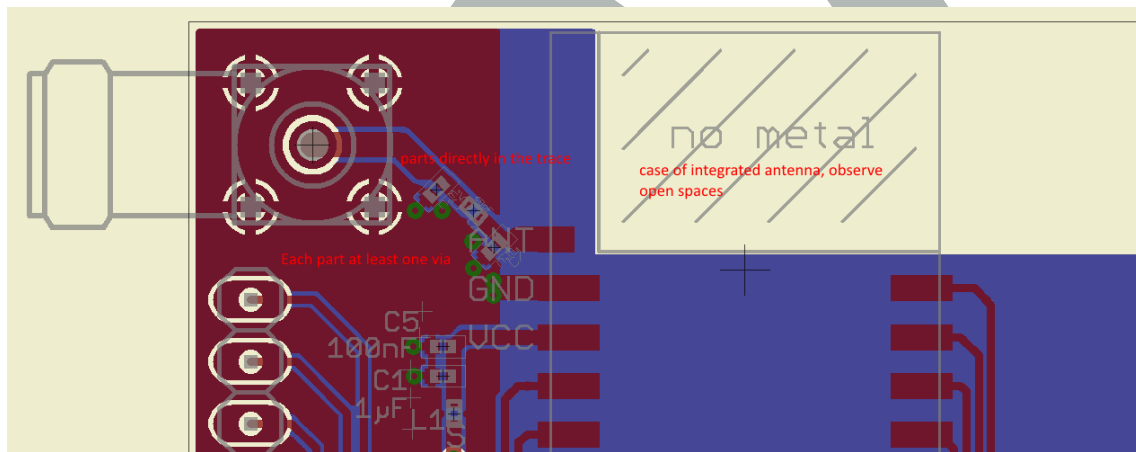 no metal
parts directly in the trace
case of integrated antenna, observe
open spaces
ANT
Each part at least one via
GND
C5
100nF
VCC
C1
1µF
L1